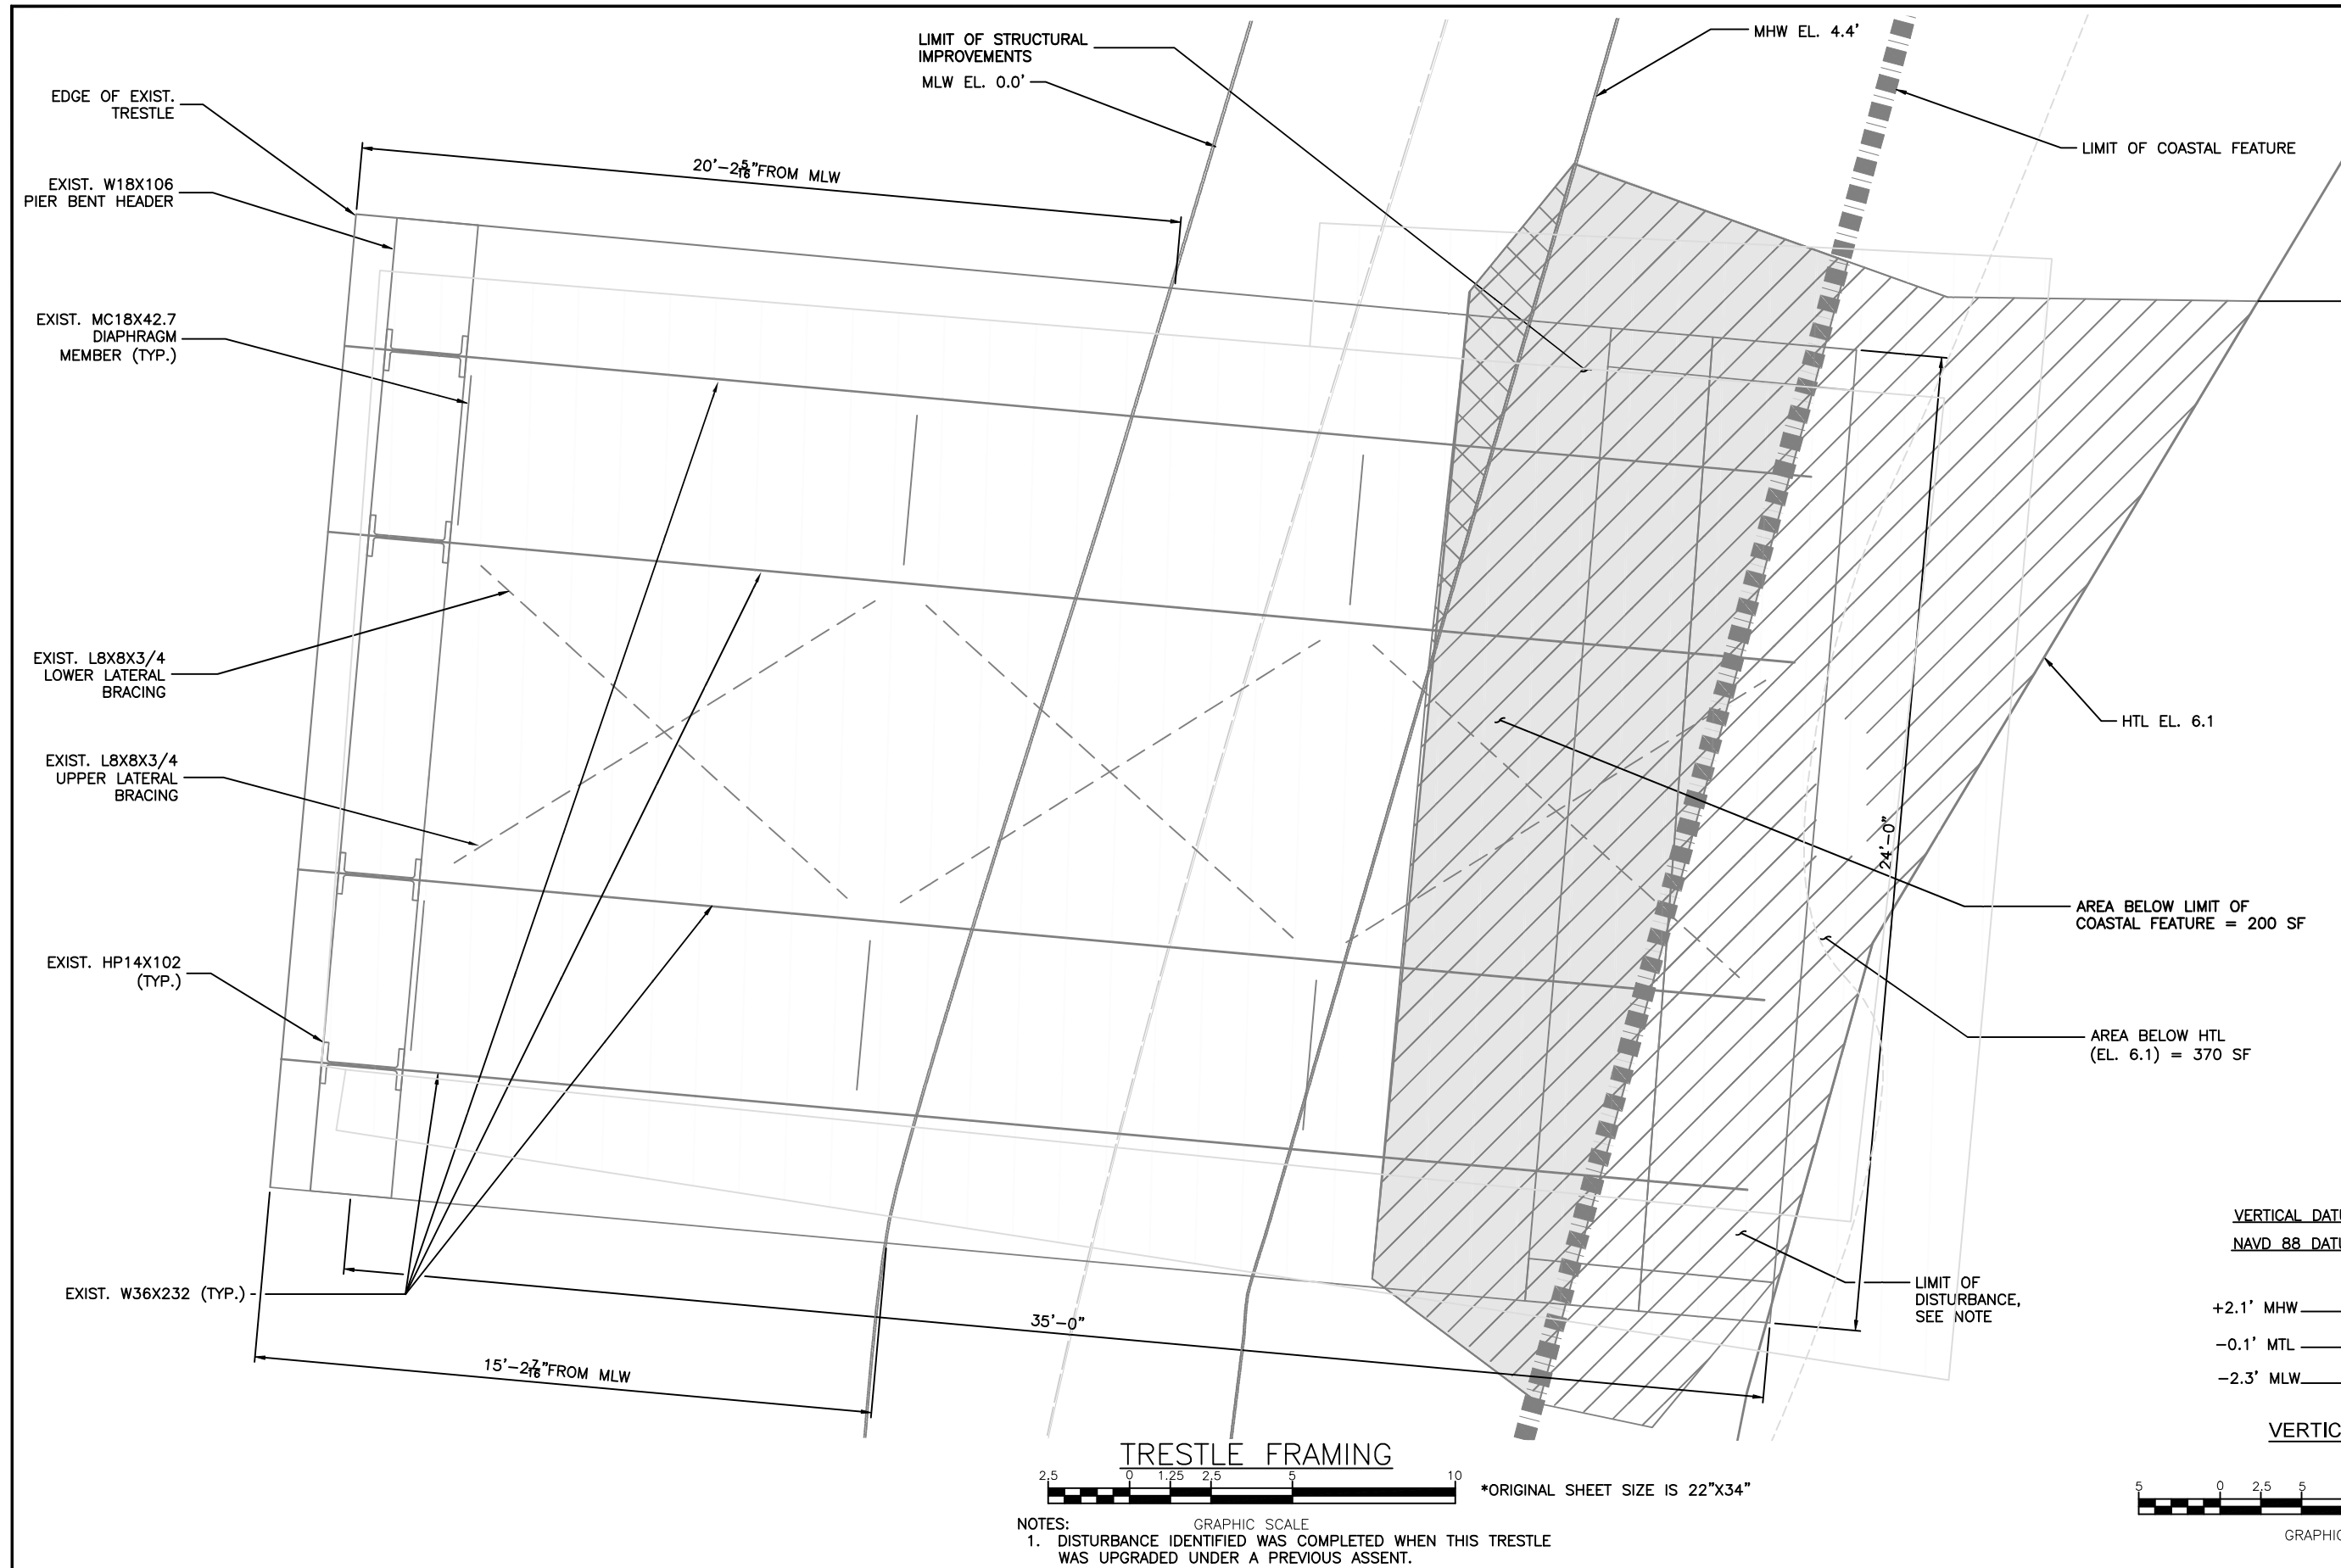 LIMIT OF STRUCTURAL
IMPROVEMENTS
MLW EL. 0.0'
MHW EL. 4.4'
EDGE OF EXIST.
TRESTLE
LIMIT OF COASTAL FEATURE
20'-2 5/16" FROM MLW
EXIST. W18X106
PIER BENT HEADER
EXIST. MC18X42.7
DIAPHRAGM
MEMBER (TYP.)
EXIST. L8X8X3/4
LOWER LATERAL
BRACING
HTL EL. 6.1
EXIST. L8X8X3/4
UPPER LATERAL
BRACING
24'-0"
AREA BELOW LIMIT OF
COASTAL FEATURE = 200 SF
EXIST. HP14X102
(TYP.)
AREA BELOW HTL
(EL. 6.1) = 370 SF
VERTICAL
NAVD 88
EXIST. W36X232 (TYP.)
LIMIT OF
DISTURBANCE,
SEE NOTE
+2.1' MHW
-0.1' MTL
-2.3' MLW
35'-0"
15'-2 7/16" FROM MLW
TRESTLE FRAMING
2.5 0 1.25 2.5 5 10
*ORIGINAL SHEET SIZE IS 22"X34"
GRAPHIC SCALE
NOTES:
1. DISTURBANCE IDENTIFIED WAS COMPLETED WHEN THIS TRESTLE
WAS UPGRADED UNDER A PREVIOUS ASSENT.
5 0 2.5 5
GRAPHIC